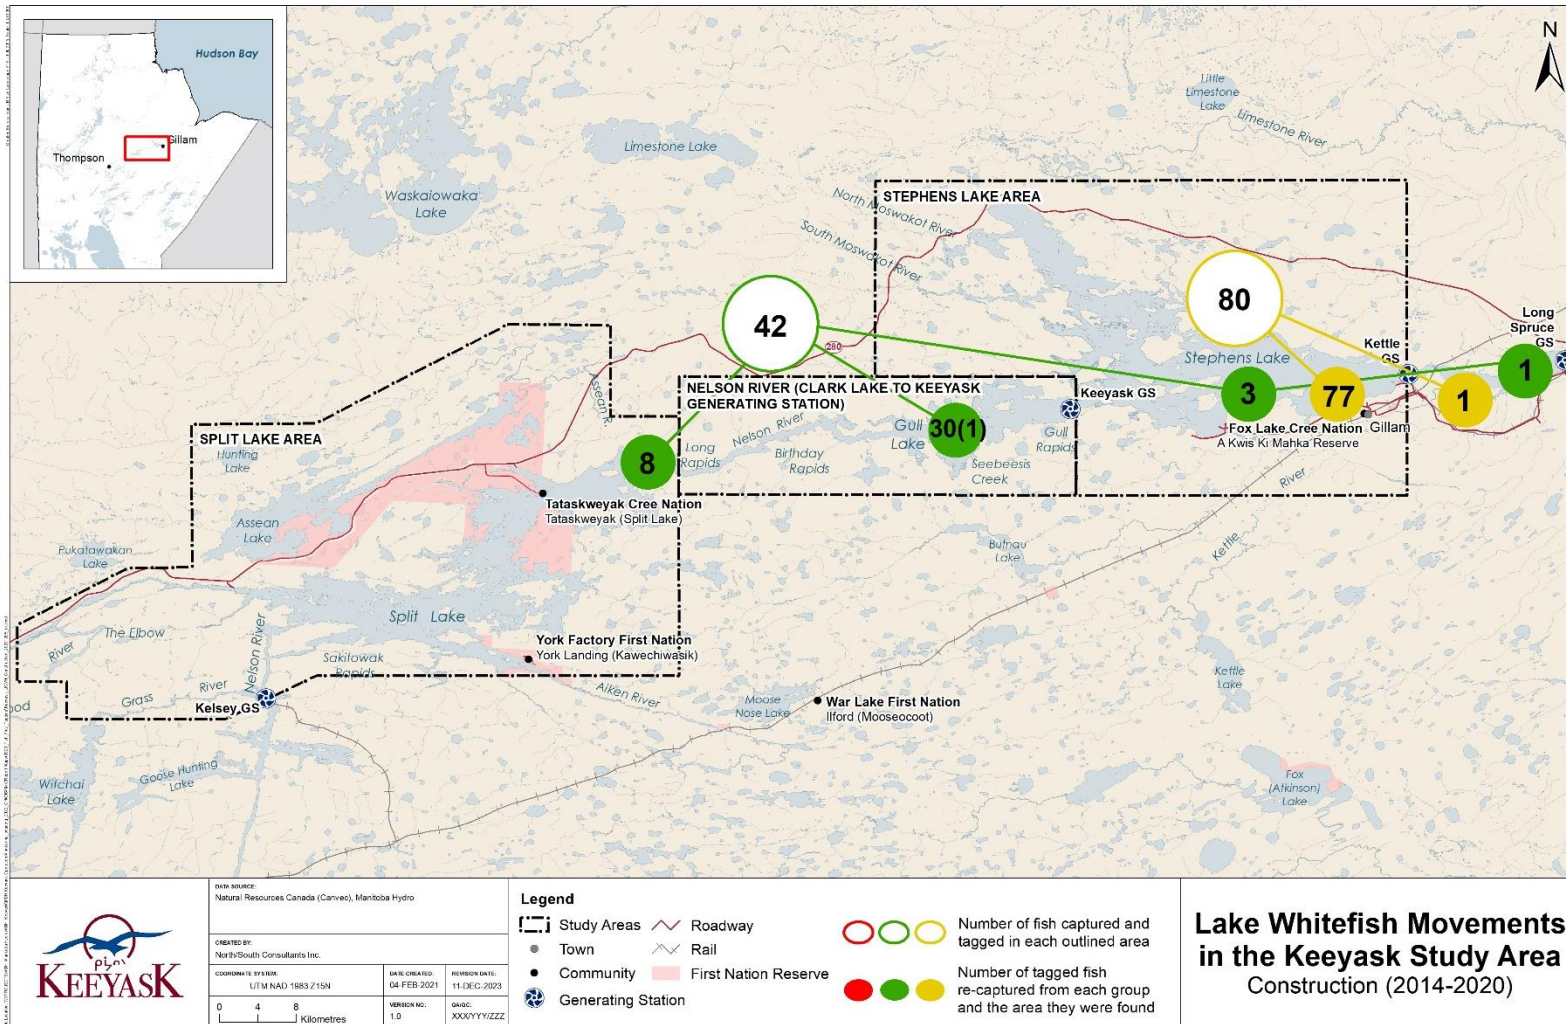 Hudson Bay
Gillam
Thompson
N
Little
Limestone
Lake
Limestone River
Limestone Lake
Waskaiowaka
Lake
North Moswakot River
South Moswakot River
STEPHENS LAKE AREA
80
42
280
Long
Spruce
GS
Kettle
GS
Stephens Lake
1
3
77
1
NELSON RIVER (CLARK LAKE TO KEEYASK
GENERATING STATION)
Keeyask GS
Assean R.
Nelson River
Gull
Lake
30(1)
Gull
Rapids
Fox Lake Cree Nation
A Kwis Ki Mahka Reserve
Gillam
SPLIT LAKE AREA
Hunting
Lake
8
Long
Rapids
Birthday
Rapids
Seebeesis
Creek
River
Kettle
Tataskweyak Cree Nation
Tataskweyak (Split Lake)
Assean
Lake
Pukatawakan
Lake
Butnau
Lake
Split Lake
The Elbow
River
Nelson River
York Factory First Nation
York Landing (Kawechiwasik)
Sakitowak
Rapids
Grass River
Aiken River
Kelsey GS
Moose
Nose Lake
War Lake First Nation
Ilford (Mooseocoot)
Kettle
Lake
Witchai
Lake
Goose Hunting
Lake
Fox
(Atkinson)
Lake
ood
KEEYASK
DATA SOURCE:
Natural Resources Canada (Canvec), Manitoba Hydro
CREATED BY:
North/South Consultants Inc.
COORDINATE SYSTEM:
UTM NAD 1983 Z15N
DATE CREATED:
04-FEB-2021
REVISION DATE:
11-DEC-2023
0 4 8
Kilometres
VERSION NO:
1.0
QA/QC:
XXX/YYY/ZZZ
Legend
Study Areas
Town
Community
Generating Station
Roadway
Rail
First Nation Reserve
Number of fish captured and
tagged in each outlined area
Number of tagged fish
re-captured from each group
and the area they were found
Lake Whitefish Movements
in the Keeyask Study Area
Construction (2014-2020)